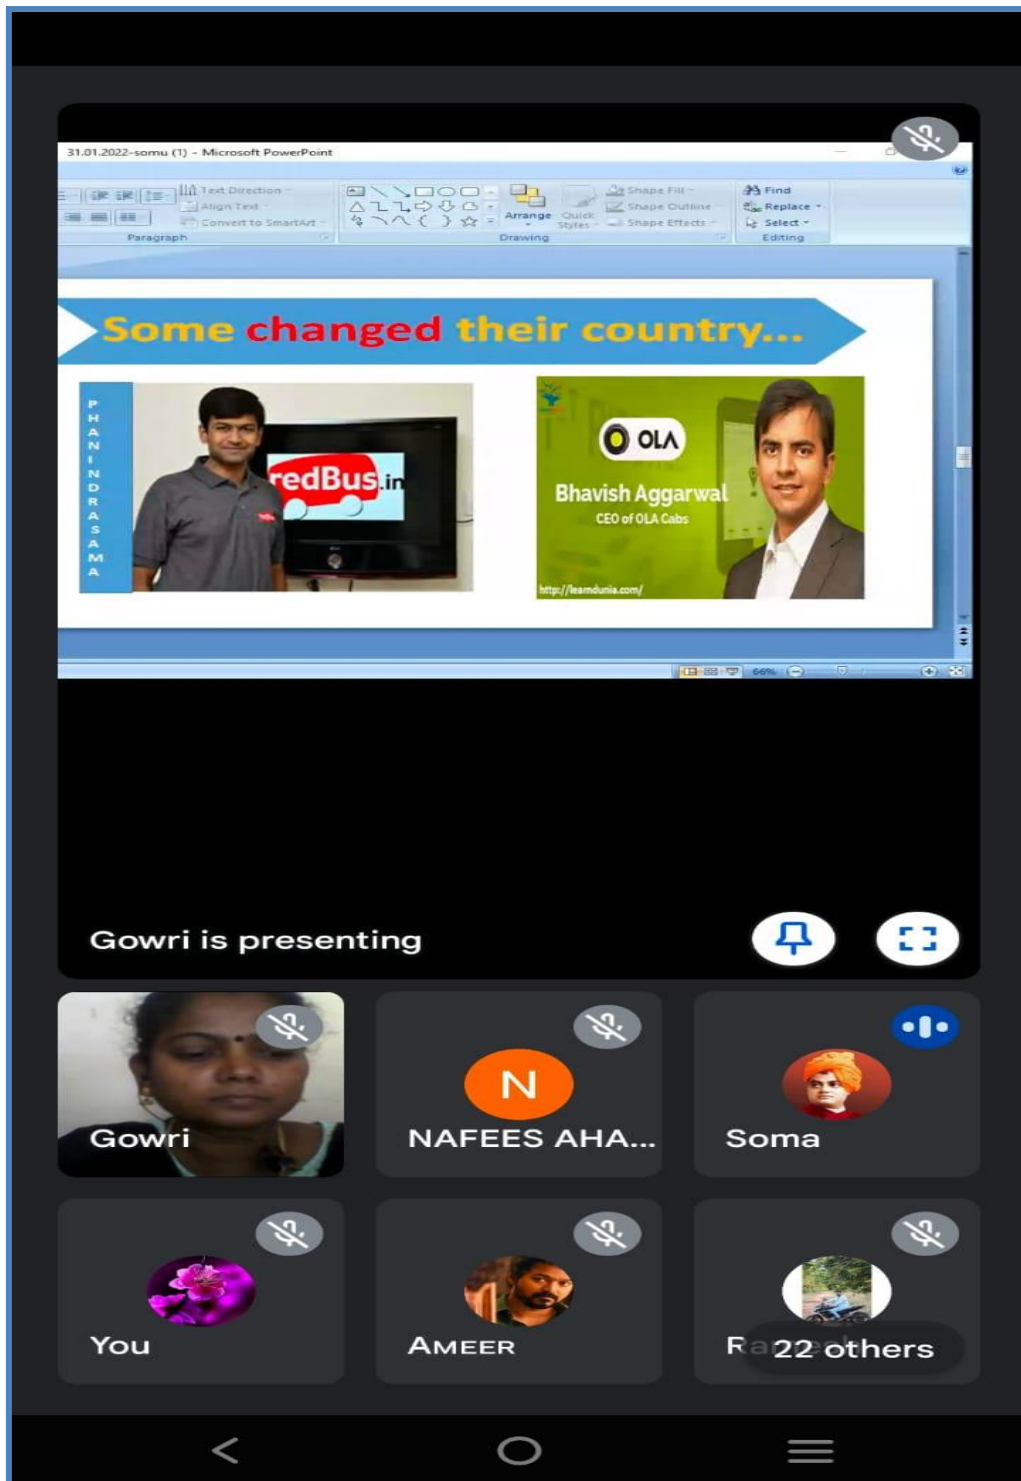 31.01.2022-somu (1) - Microsoft PowerPoint
Text Direction
Align Text
Convert to SmartArt
Paragraph
Arrange
Quick Styles
Shape Fill
Shape Outline
Shape Effects
Drawing
Find
Replace
Select
Editing
Some changed their country...
PHANINDRASAMA
redBus.in
OLA
Bhavish Aggarwal
CEO of OLA Cabs
http://learndunia.com/
66%
Gowri is presenting
Gowri
N
NAFEES AHA...
Soma
You
AMEER
22 others